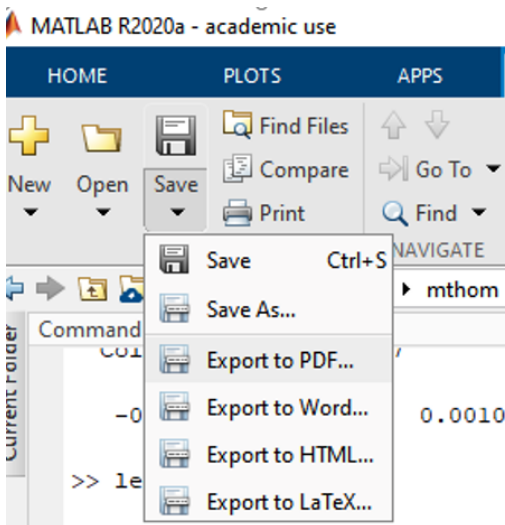 MATLAB R2020a - academic use
HOME PLOTS APPS
New Open Save
Find Files
Compare
Print
Go To
Find
NAVIGATE
mthom
Save Ctrl+S
Save As...
Export to PDF...
Export to Word...
Export to HTML...
Export to LaTeX...
Current Folder
Command
-0 0.0010
>> le